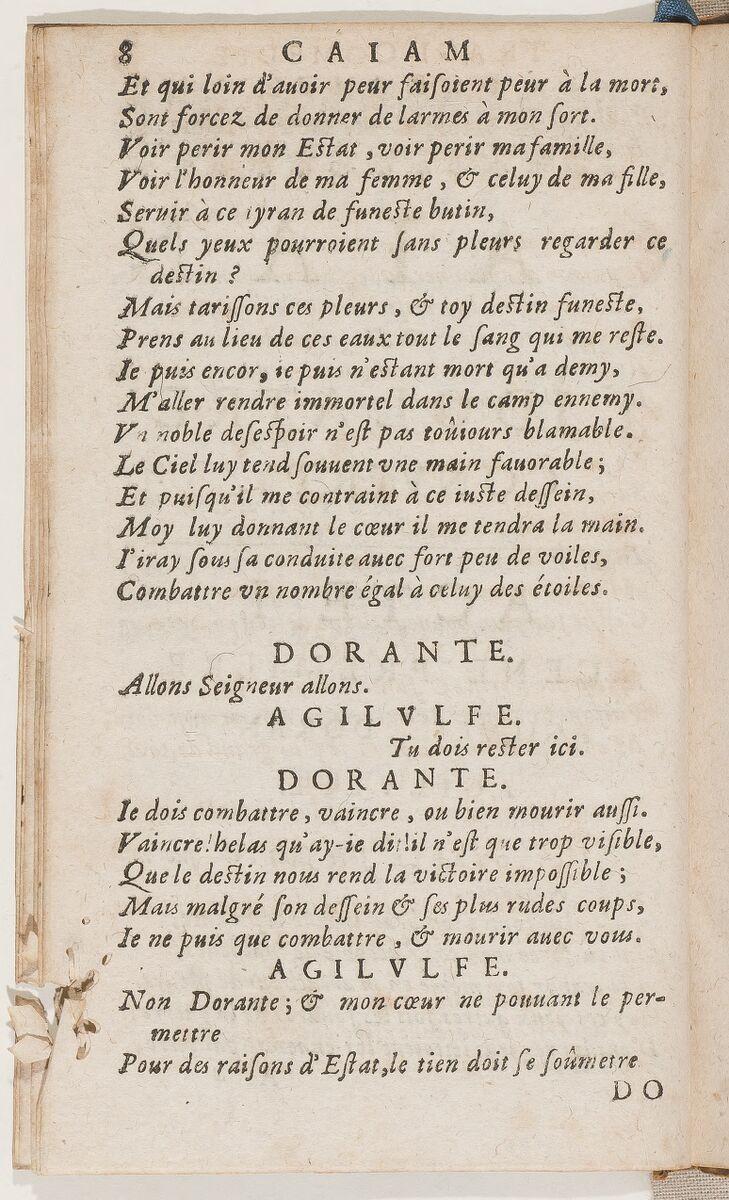 8 CAIAM
Et qui loin d'auoir peur faiſoient peur à la mort,
Sont forcez de donner de larmes à mon ſort.
Voir perir mon Eſtat, voir perir ma famille,
Voir l'honneur de ma femme, & celuy de ma fille,
Seruir à ce tyran de funeſte butin,
Quels yeux pourroient ſans pleurs regarder ce
deſtin ?
Mais tariſſons ces pleurs, & toy deſtin funeſte,
Prens au lieu de ces eaux tout le ſang qui me reſte.
Ie puis encor, ie puis n'eſtant mort qu'a demy,
M'aller rendre immortel dans le camp ennemy.
Vn noble deſeſpoir n'eſt pas toûiours blamable.
Le Ciel luy tend ſouuent vne main fauorable ;
Et puiſqu'il me contraint à ce iuſte deſſein,
Moy luy donnant le cœur il me tendra la main.
I'iray ſous ſa conduite auec fort peu de voiles,
Combattre vn nombre égal à celuy des étoiles.
DORANTE.
Allons Seigneur allons.
AGILVLFE.
Tu dois reſter ici.
DORANTE.
Ie dois combattre, vaincre, ou bien mourir auſſi.
Vaincre! helas qu'ay-ie dit! il n'eſt que trop viſible,
Que le deſtin nous rend la victoire impoſſible ;
Mais malgré ſon deſſein & ſes plus rudes coups,
Ie ne puis que combattre, & mourir auec vous.
AGILVLFE.
Non Dorante ; & mon cœur ne pouuant le per-
mettre
Pour des raiſons d'Eſtat, le tien doit ſe ſoûmetre
DO